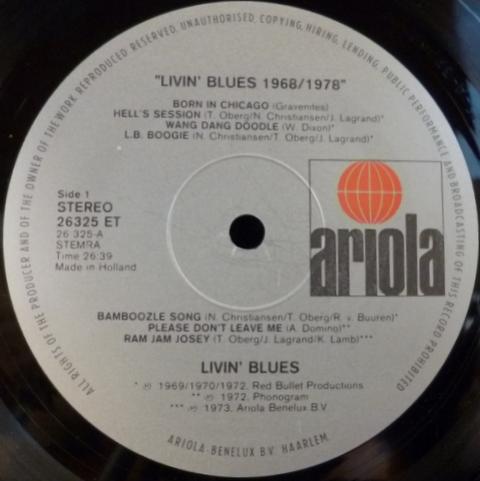 ALL RIGHTS OF THE PRODUCER AND OF THE OWNER OF THE WORK REPRODUCED RESERVED. UNAUTHORISED, COPYING, HIRING, LENDING, PUBLIC PERFORMANCE AND BROADCASTING OF THIS RECORD PROHIBITED
"LIVIN' BLUES 1968/1978"
BORN IN CHICAGO (Gravenites)
HELL'S SESSION (T. Oberg/N. Christiansen/J. Lagrand)*
WANG DANG DOODLE (W. Dixon)*
L.B. BOOGIE (N. Christiansen/T. Oberg/J. Lagrand)*
Side 1
STEREO
26325 ET
26 325-A
STEMRA
Time 26:39
Made in Holland
ariola
BAMBOOZLE SONG (N. Christiansen/T. Oberg/R. v. Buuren)*
PLEASE DON'T LEAVE ME (A. Domino)**
RAM JAM JOSEY (T. Oberg/J. Lagrand/K. Lamb)***
LIVIN' BLUES
* ℗ 1969/1970/1972. Red Bullet Productions
** ℗ 1972. Phonogram
*** ℗ 1973. Ariola Benelux B.V.
ARIOLA-BENELUX B.V. HAARLEM.